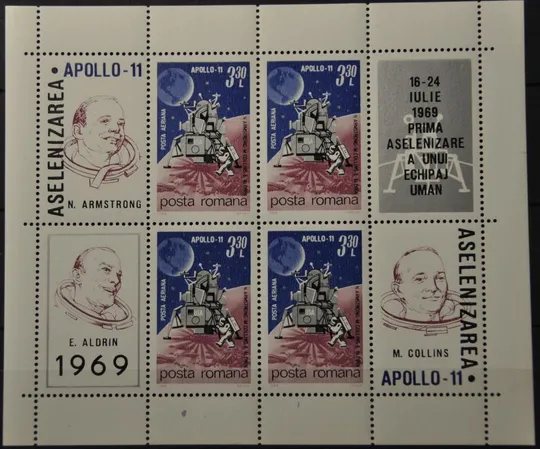 ASELENIZAREA • APOLLO-11
N. ARMSTRONG
APOLLO-11
3.30 L
POSTA AERIANA
posta romana
APOLLO-11
3.30 L
POSTA AERIANA
posta romana
16-24
IULIE
1969
PRIMA
ASELENIZARE
A UNUI
ECHIPAJ
UMAN
E. ALDRIN
1969
APOLLO-11
3.30 L
POSTA AERIANA
posta romana
APOLLO-11
3.30 L
POSTA AERIANA
posta romana
M. COLLINS
ASELENIZAREA •
APOLLO-11